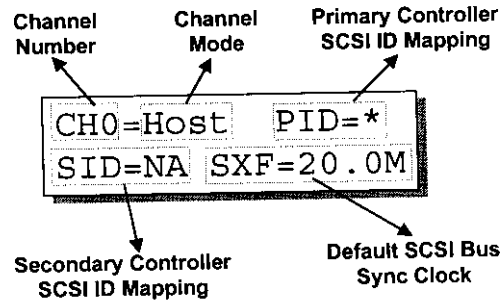 Channel
Number
Channel
Mode
Primary Controller
SCSI ID Mapping
CH0=Host PID=*
SID=NA SXF=20.0M
Secondary Controller
SCSI ID Mapping
Default SCSI Bus
Sync Clock